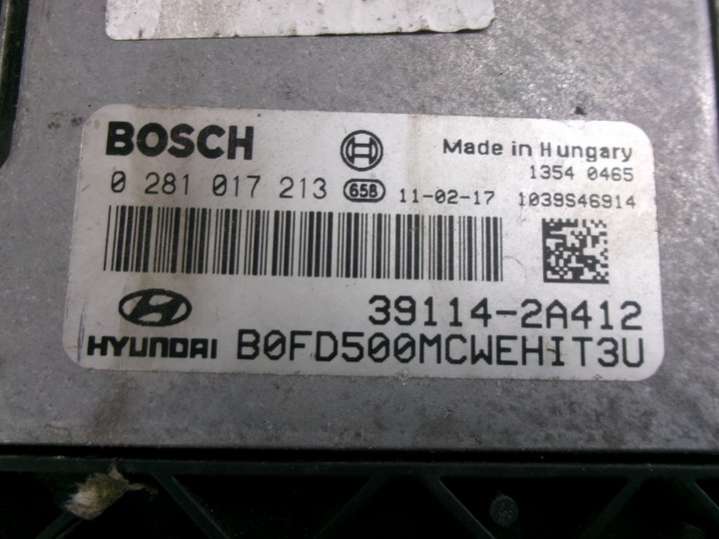 BOSCH
Made in Hungary
1354 0465
0 281 017 213 658 11-02-17 1039S46914
39114-2A412
HYUNDAI B0FD500MCWEHIT3U